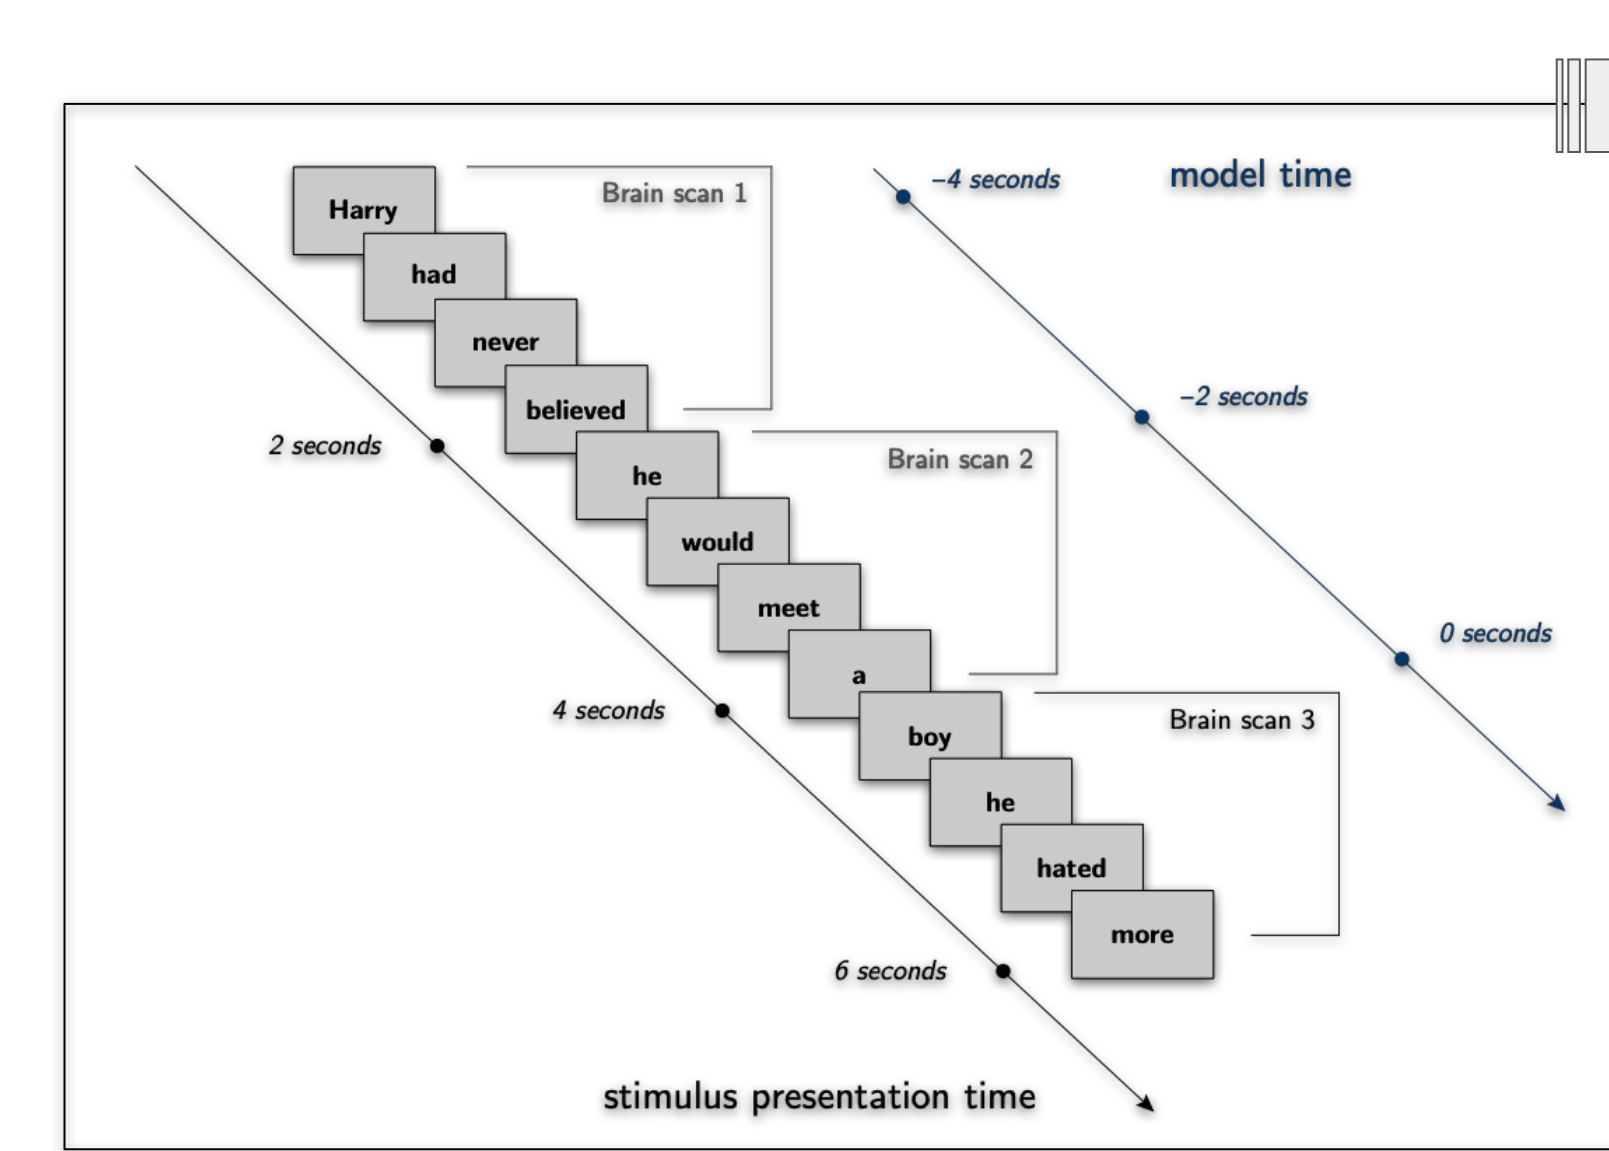 –4 seconds
model time
Brain scan 1
Harry
had
never
–2 seconds
believed
2 seconds
Brain scan 2
he
would
meet
0 seconds
a
4 seconds
Brain scan 3
boy
he
hated
more
6 seconds
stimulus presentation time